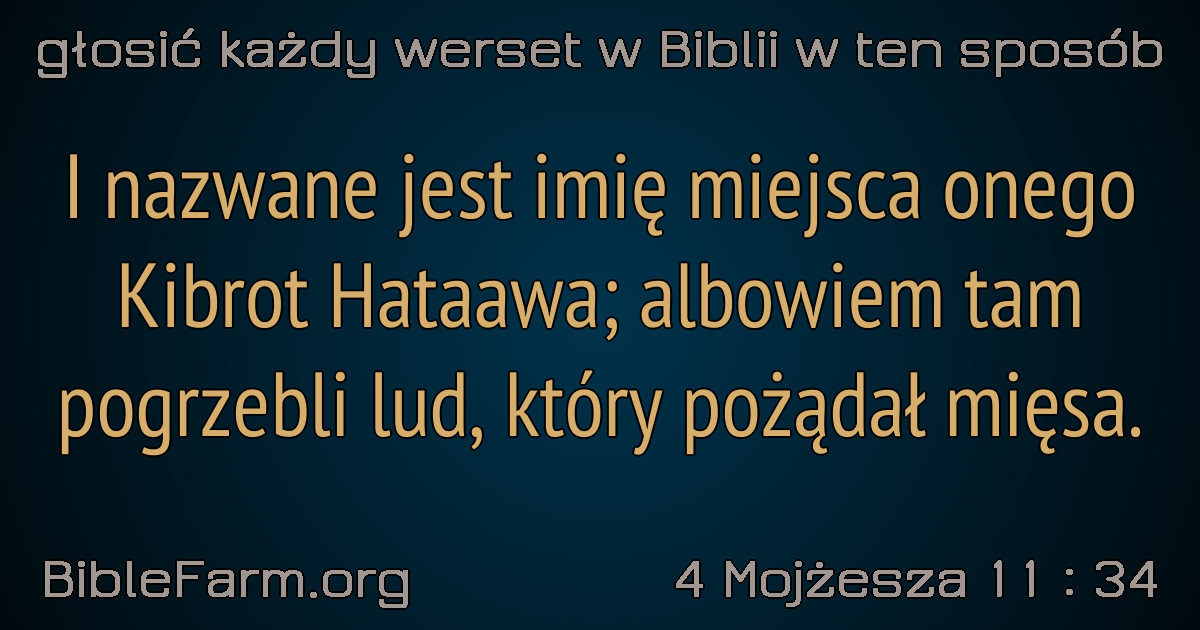 głosić każdy werset w Biblii w ten sposób
I nazwane jest imię miejsca onego
Kibrot Hataawa; albowiem tam
pogrzebli lud, który pożądał mięsa.
BibleFarm.org
4 Mojżesza 11 : 34